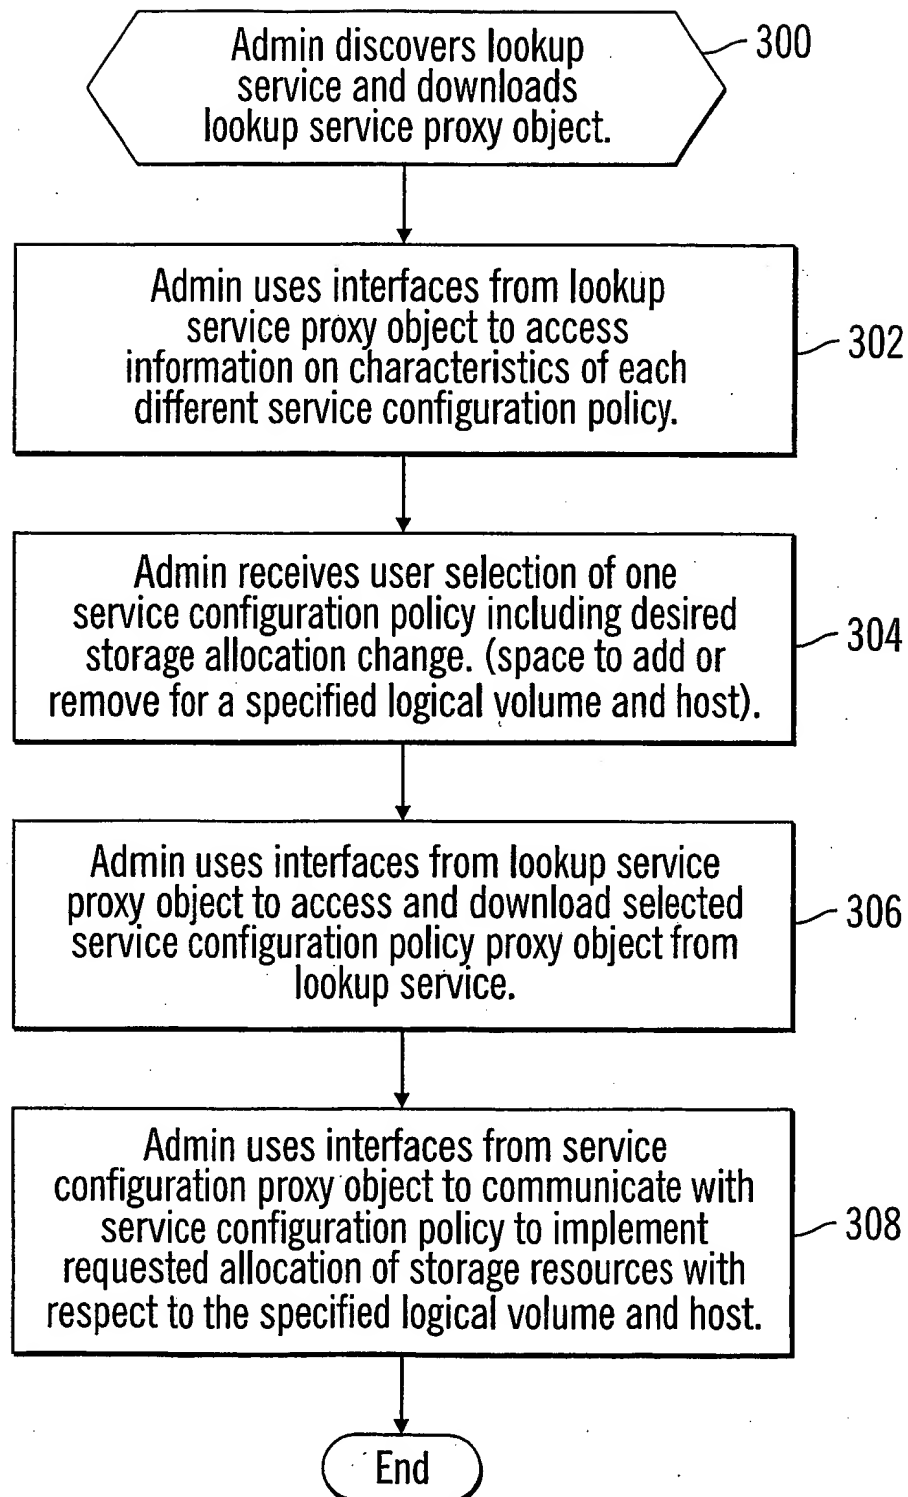 Admin discovers lookup
service and downloads
lookup service proxy object.
300
Admin uses interfaces from lookup
service proxy object to access
information on characteristics of each
different service configuration policy.
302
Admin receives user selection of one
service configuration policy including desired
storage allocation change. (space to add or
remove for a specified logical volume and host).
304
Admin uses interfaces from lookup service
proxy object to access and download selected
service configuration policy proxy object from
lookup service.
306
Admin uses interfaces from service
configuration proxy object to communicate with
service configuration policy to implement
requested allocation of storage resources with
respect to the specified logical volume and host.
308
End